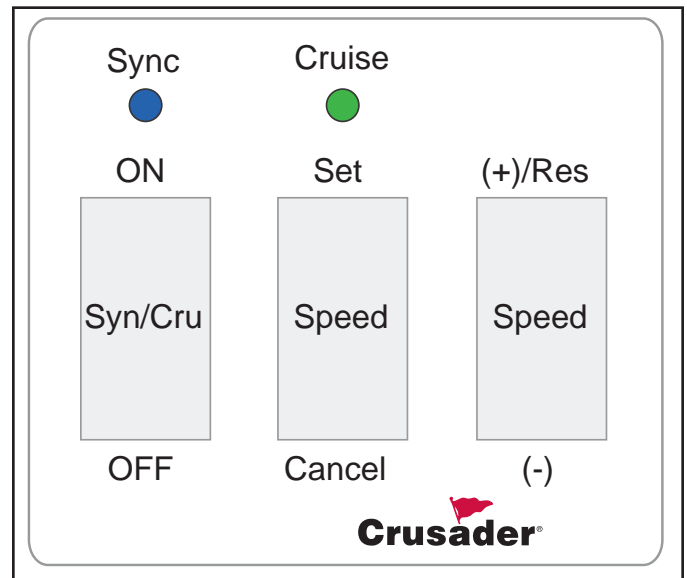 Sync Cruise
ON Set (+)/Res
Syn/Cru Speed Speed
OFF Cancel (-)
Crusader®